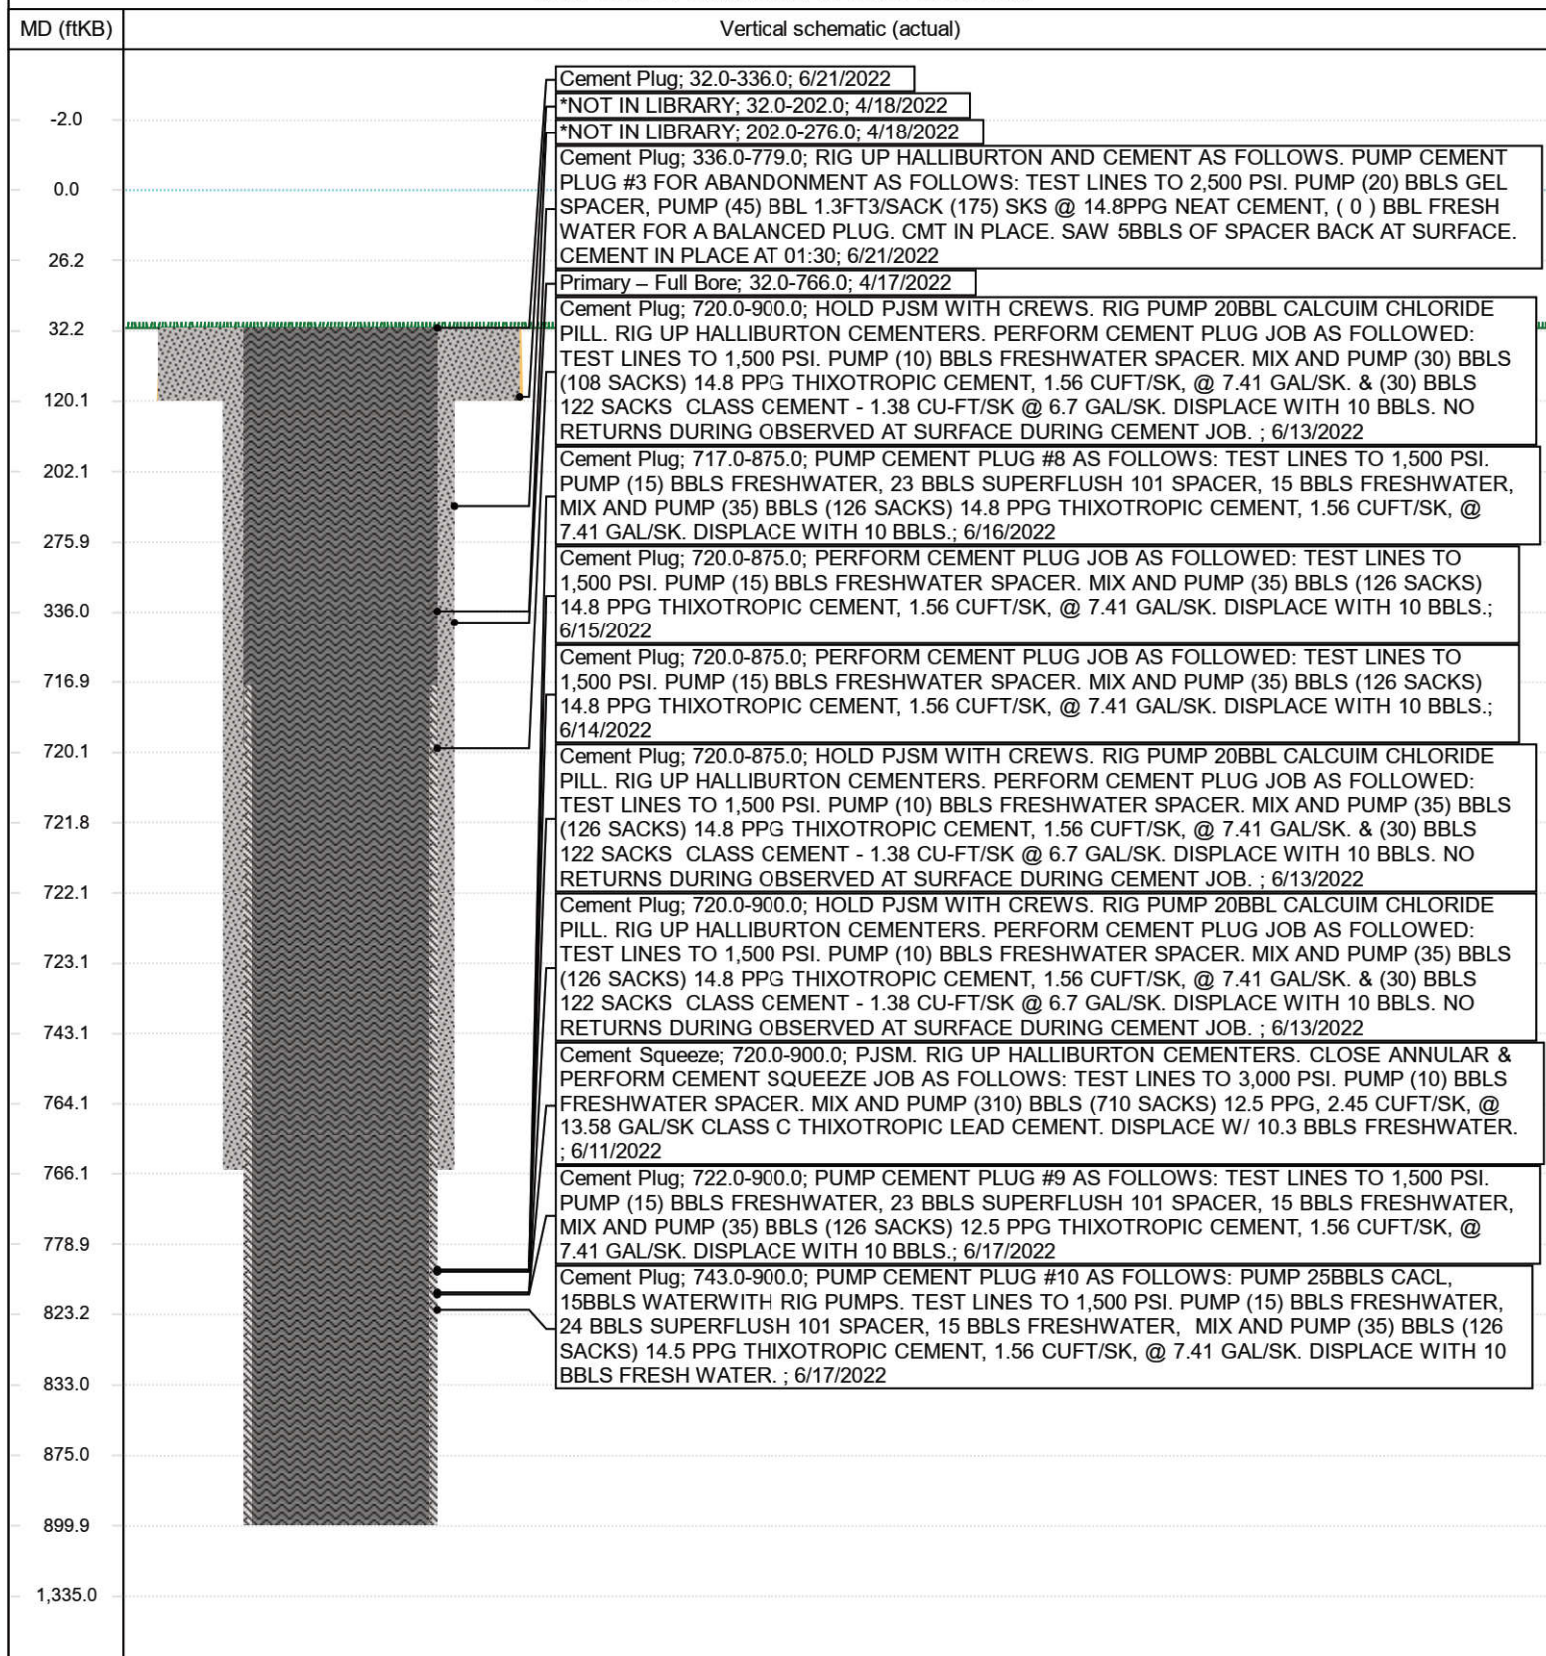 MD (ftKB)
Vertical schematic (actual)
-2.0
0.0
26.2
32.2
120.1
202.1
275.9
336.0
716.9
720.1
721.8
722.1
723.1
743.1
764.1
766.1
778.9
823.2
833.0
875.0
899.9
1,335.0
Cement Plug; 32.0-336.0; 6/21/2022
*NOT IN LIBRARY; 32.0-202.0; 4/18/2022
*NOT IN LIBRARY; 202.0-276.0; 4/18/2022
Cement Plug; 336.0-779.0; RIG UP HALLIBURTON AND CEMENT AS FOLLOWS. PUMP CEMENT
PLUG #3 FOR ABANDONMENT AS FOLLOWS: TEST LINES TO 2,500 PSI. PUMP (20) BBLS GEL
SPACER, PUMP (45) BBL 1.3FT3/SACK (175) SKS @ 14.8PPG NEAT CEMENT, ( 0 ) BBL FRESH
WATER FOR A BALANCED PLUG. CMT IN PLACE. SAW 5BBLS OF SPACER BACK AT SURFACE.
CEMENT IN PLACE AT 01:30; 6/21/2022
Primary – Full Bore; 32.0-766.0; 4/17/2022
Cement Plug; 720.0-900.0; HOLD PJSM WITH CREWS. RIG PUMP 20BBL CALCUIM CHLORIDE
PILL. RIG UP HALLIBURTON CEMENTERS. PERFORM CEMENT PLUG JOB AS FOLLOWED:
TEST LINES TO 1,500 PSI. PUMP (10) BBLS FRESHWATER SPACER. MIX AND PUMP (30) BBLS
(108 SACKS) 14.8 PPG THIXOTROPIC CEMENT, 1.56 CUFT/SK, @ 7.41 GAL/SK. & (30) BBLS
122 SACKS  CLASS CEMENT - 1.38 CU-FT/SK @ 6.7 GAL/SK. DISPLACE WITH 10 BBLS. NO
RETURNS DURING OBSERVED AT SURFACE DURING CEMENT JOB. ; 6/13/2022
Cement Plug; 717.0-875.0; PUMP CEMENT PLUG #8 AS FOLLOWS: TEST LINES TO 1,500 PSI.
PUMP (15) BBLS FRESHWATER, 23 BBLS SUPERFLUSH 101 SPACER, 15 BBLS FRESHWATER,
MIX AND PUMP (35) BBLS (126 SACKS) 14.8 PPG THIXOTROPIC CEMENT, 1.56 CUFT/SK, @
7.41 GAL/SK. DISPLACE WITH 10 BBLS.; 6/16/2022
Cement Plug; 720.0-875.0; PERFORM CEMENT PLUG JOB AS FOLLOWED: TEST LINES TO
1,500 PSI. PUMP (15) BBLS FRESHWATER SPACER. MIX AND PUMP (35) BBLS (126 SACKS)
14.8 PPG THIXOTROPIC CEMENT, 1.56 CUFT/SK, @ 7.41 GAL/SK. DISPLACE WITH 10 BBLS.;
6/15/2022
Cement Plug; 720.0-875.0; PERFORM CEMENT PLUG JOB AS FOLLOWED: TEST LINES TO
1,500 PSI. PUMP (15) BBLS FRESHWATER SPACER. MIX AND PUMP (35) BBLS (126 SACKS)
14.8 PPG THIXOTROPIC CEMENT, 1.56 CUFT/SK, @ 7.41 GAL/SK. DISPLACE WITH 10 BBLS.;
6/14/2022
Cement Plug; 720.0-875.0; HOLD PJSM WITH CREWS. RIG PUMP 20BBL CALCUIM CHLORIDE
PILL. RIG UP HALLIBURTON CEMENTERS. PERFORM CEMENT PLUG JOB AS FOLLOWED:
TEST LINES TO 1,500 PSI. PUMP (10) BBLS FRESHWATER SPACER. MIX AND PUMP (35) BBLS
(126 SACKS) 14.8 PPG THIXOTROPIC CEMENT, 1.56 CUFT/SK, @ 7.41 GAL/SK. & (30) BBLS
122 SACKS  CLASS CEMENT - 1.38 CU-FT/SK @ 6.7 GAL/SK. DISPLACE WITH 10 BBLS. NO
RETURNS DURING OBSERVED AT SURFACE DURING CEMENT JOB. ; 6/13/2022
Cement Plug; 720.0-900.0; HOLD PJSM WITH CREWS. RIG PUMP 20BBL CALCUIM CHLORIDE
PILL. RIG UP HALLIBURTON CEMENTERS. PERFORM CEMENT PLUG JOB AS FOLLOWED:
TEST LINES TO 1,500 PSI. PUMP (10) BBLS FRESHWATER SPACER. MIX AND PUMP (35) BBLS
(126 SACKS) 14.8 PPG THIXOTROPIC CEMENT, 1.56 CUFT/SK, @ 7.41 GAL/SK. & (30) BBLS
122 SACKS  CLASS CEMENT - 1.38 CU-FT/SK @ 6.7 GAL/SK. DISPLACE WITH 10 BBLS. NO
RETURNS DURING OBSERVED AT SURFACE DURING CEMENT JOB. ; 6/13/2022
Cement Squeeze; 720.0-900.0; PJSM. RIG UP HALLIBURTON CEMENTERS. CLOSE ANNULAR &
PERFORM CEMENT SQUEEZE JOB AS FOLLOWS: TEST LINES TO 3,000 PSI. PUMP (10) BBLS
FRESHWATER SPACER. MIX AND PUMP (310) BBLS (710 SACKS) 12.5 PPG, 2.45 CUFT/SK, @
13.58 GAL/SK CLASS C THIXOTROPIC LEAD CEMENT. DISPLACE W/ 10.3 BBLS FRESHWATER.
; 6/11/2022
Cement Plug; 722.0-900.0; PUMP CEMENT PLUG #9 AS FOLLOWS: TEST LINES TO 1,500 PSI.
PUMP (15) BBLS FRESHWATER, 23 BBLS SUPERFLUSH 101 SPACER, 15 BBLS FRESHWATER,
MIX AND PUMP (35) BBLS (126 SACKS) 12.5 PPG THIXOTROPIC CEMENT, 1.56 CUFT/SK, @
7.41 GAL/SK. DISPLACE WITH 10 BBLS.; 6/17/2022
Cement Plug; 743.0-900.0; PUMP CEMENT PLUG #10 AS FOLLOWS: PUMP 25BBLS CACL,
15BBLS WATERWITH RIG PUMPS. TEST LINES TO 1,500 PSI. PUMP (15) BBLS FRESHWATER,
24 BBLS SUPERFLUSH 101 SPACER, 15 BBLS FRESHWATER,  MIX AND PUMP (35) BBLS (126
SACKS) 14.5 PPG THIXOTROPIC CEMENT, 1.56 CUFT/SK, @ 7.41 GAL/SK. DISPLACE WITH 10
BBLS FRESH WATER. ; 6/17/2022